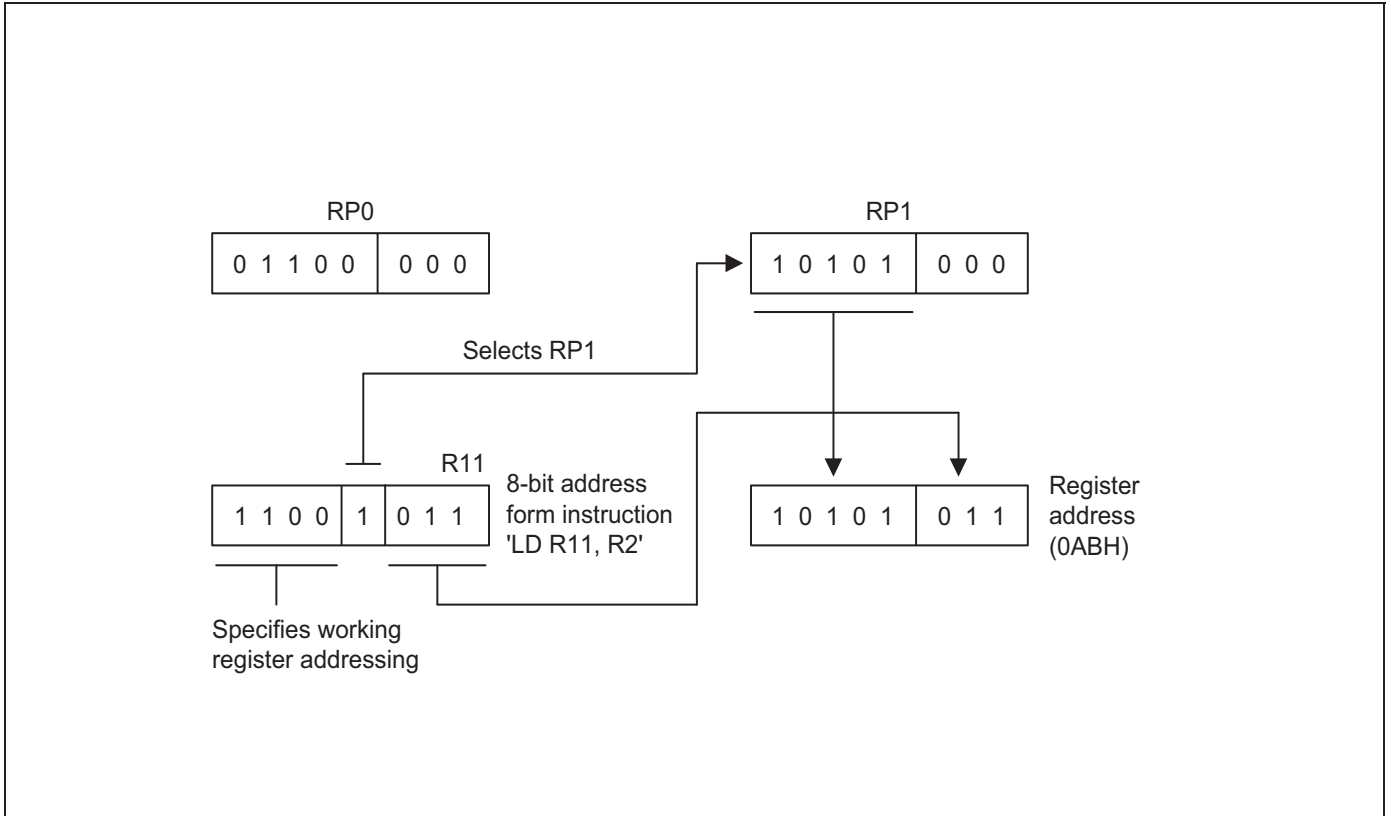 RP0
RP1
0 1 1 0 0 0 0 0
1 0 1 0 1 0 0 0
Selects RP1
R11
1 1 0 0 1 0 1 1
8-bit address
form instruction
'LD R11, R2'
1 0 1 0 1 0 1 1
Register
address
(0ABH)
Specifies working
register addressing